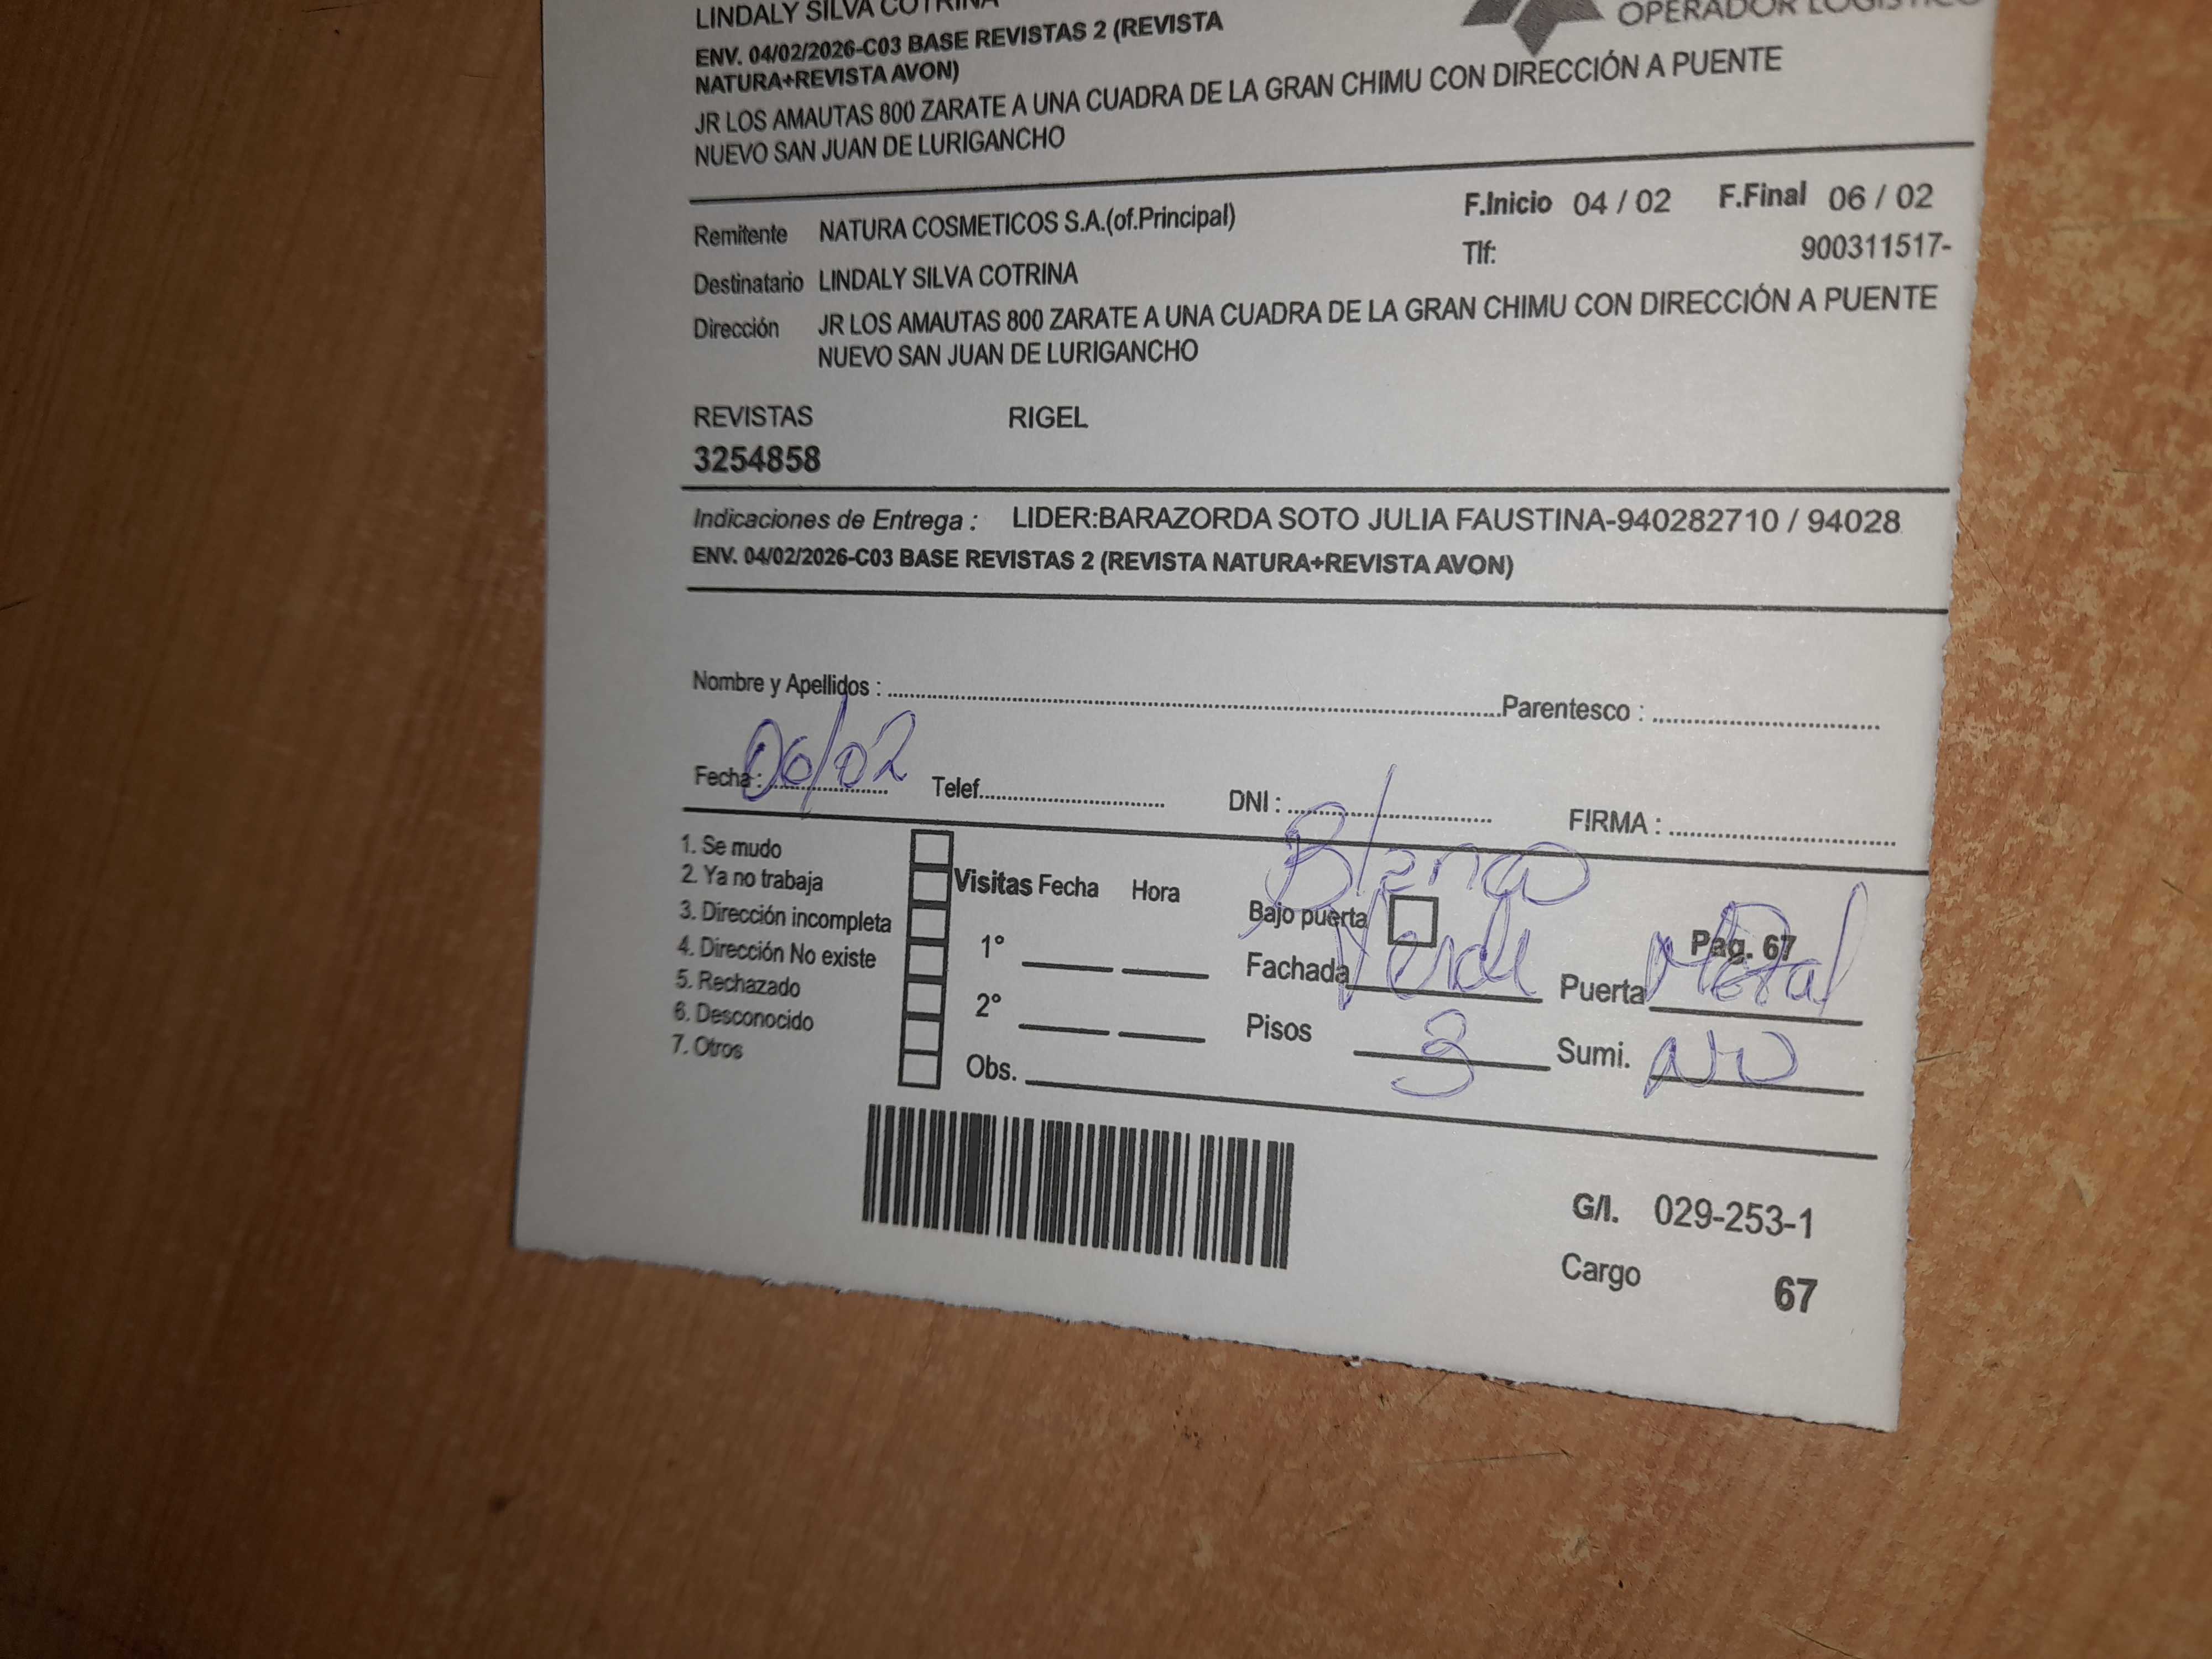 LINDALY SILVA COTRINA
OPERADOR LOGISTICO
ENV. 04/02/2026-C03 BASE REVISTAS 2 (REVISTA
NATURA+REVISTA AVON)
JR LOS AMAUTAS 800 ZARATE A UNA CUADRA DE LA GRAN CHIMU CON DIRECCIÓN A PUENTE
NUEVO SAN JUAN DE LURIGANCHO
F.Inicio 04 / 02 F.Final 06 / 02
Remitente NATURA COSMETICOS S.A.(of.Principal)
Tlf: 900311517-
Destinatario LINDALY SILVA COTRINA
Dirección JR LOS AMAUTAS 800 ZARATE A UNA CUADRA DE LA GRAN CHIMU CON DIRECCIÓN A PUENTE
NUEVO SAN JUAN DE LURIGANCHO
REVISTAS RIGEL
3254858
Indicaciones de Entrega : LIDER:BARAZORDA SOTO JULIA FAUSTINA-940282710 / 94028
ENV. 04/02/2026-C03 BASE REVISTAS 2 (REVISTA NATURA+REVISTA AVON)
Nombre y Apellidos : Parentesco :
Fecha : 06/02 Telef. DNI : FIRMA :
1. Se mudo
2. Ya no trabaja
3. Dirección incompleta
4. Dirección No existe
5. Rechazado
6. Desconocido
7. Otros
Visitas Fecha Hora
1°
2°
Obs.
Blanco
Bajo puerta Pag. 67
Fachada Verde Puerta Metal
Pisos 3 Sumi. NO
G/I. 029-253-1
Cargo 67